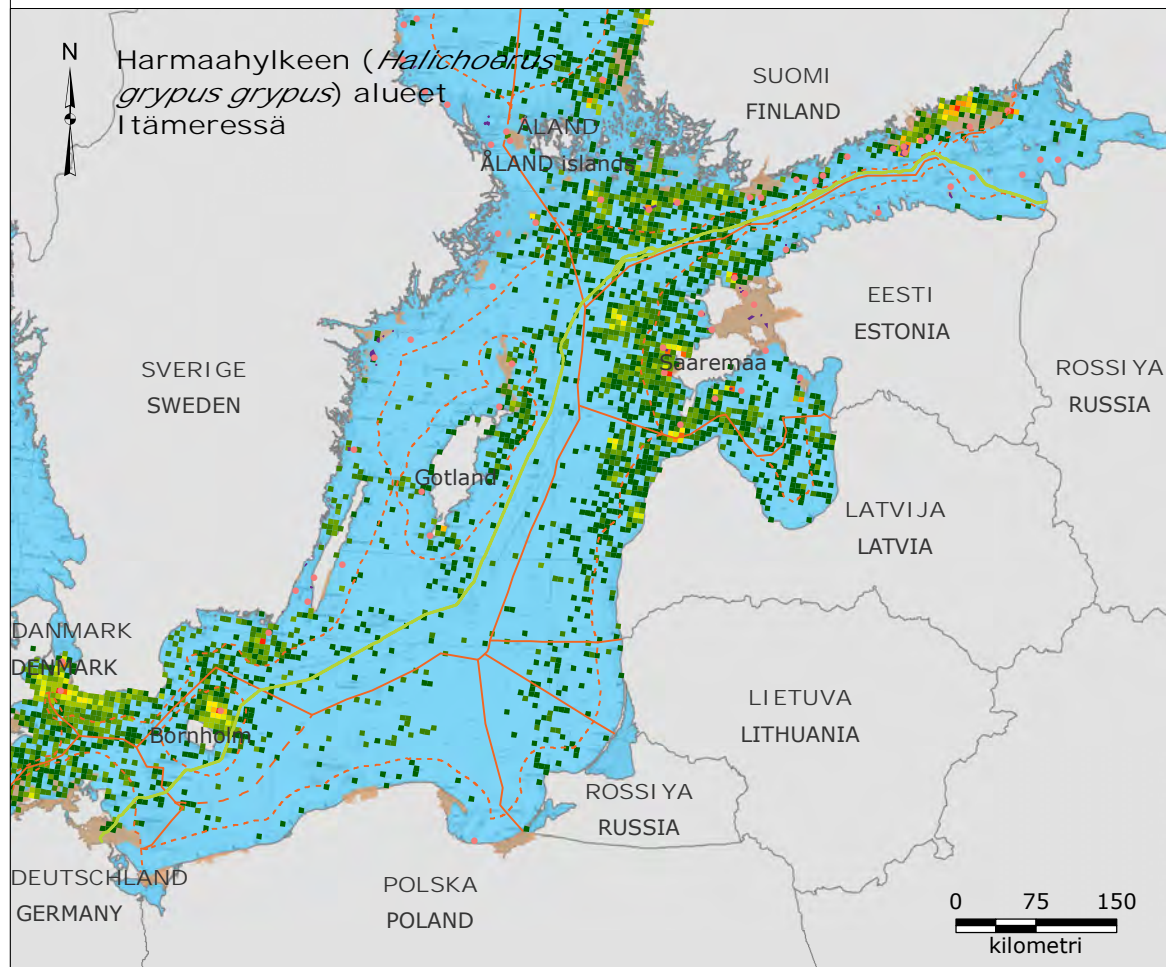 N
Harmaahylkeen (Halichoerus
grypus grypus) alueet
Itämeressä
SUOMI
FINLAND
ÅLAND
ÅLAND islands
EESTI
ESTONIA
SVERIGE
SWEDEN
Saaremaa
ROSSIYA
RUSSIA
Gotland
LATVIJA
LATVIA
DANMARK
DENMARK
LIETUVA
LITHUANIA
Bornholm
ROSSIYA
RUSSIA
DEUTSCHLAND
GERMANY
POLSKA
POLAND
0 75 150
kilometri